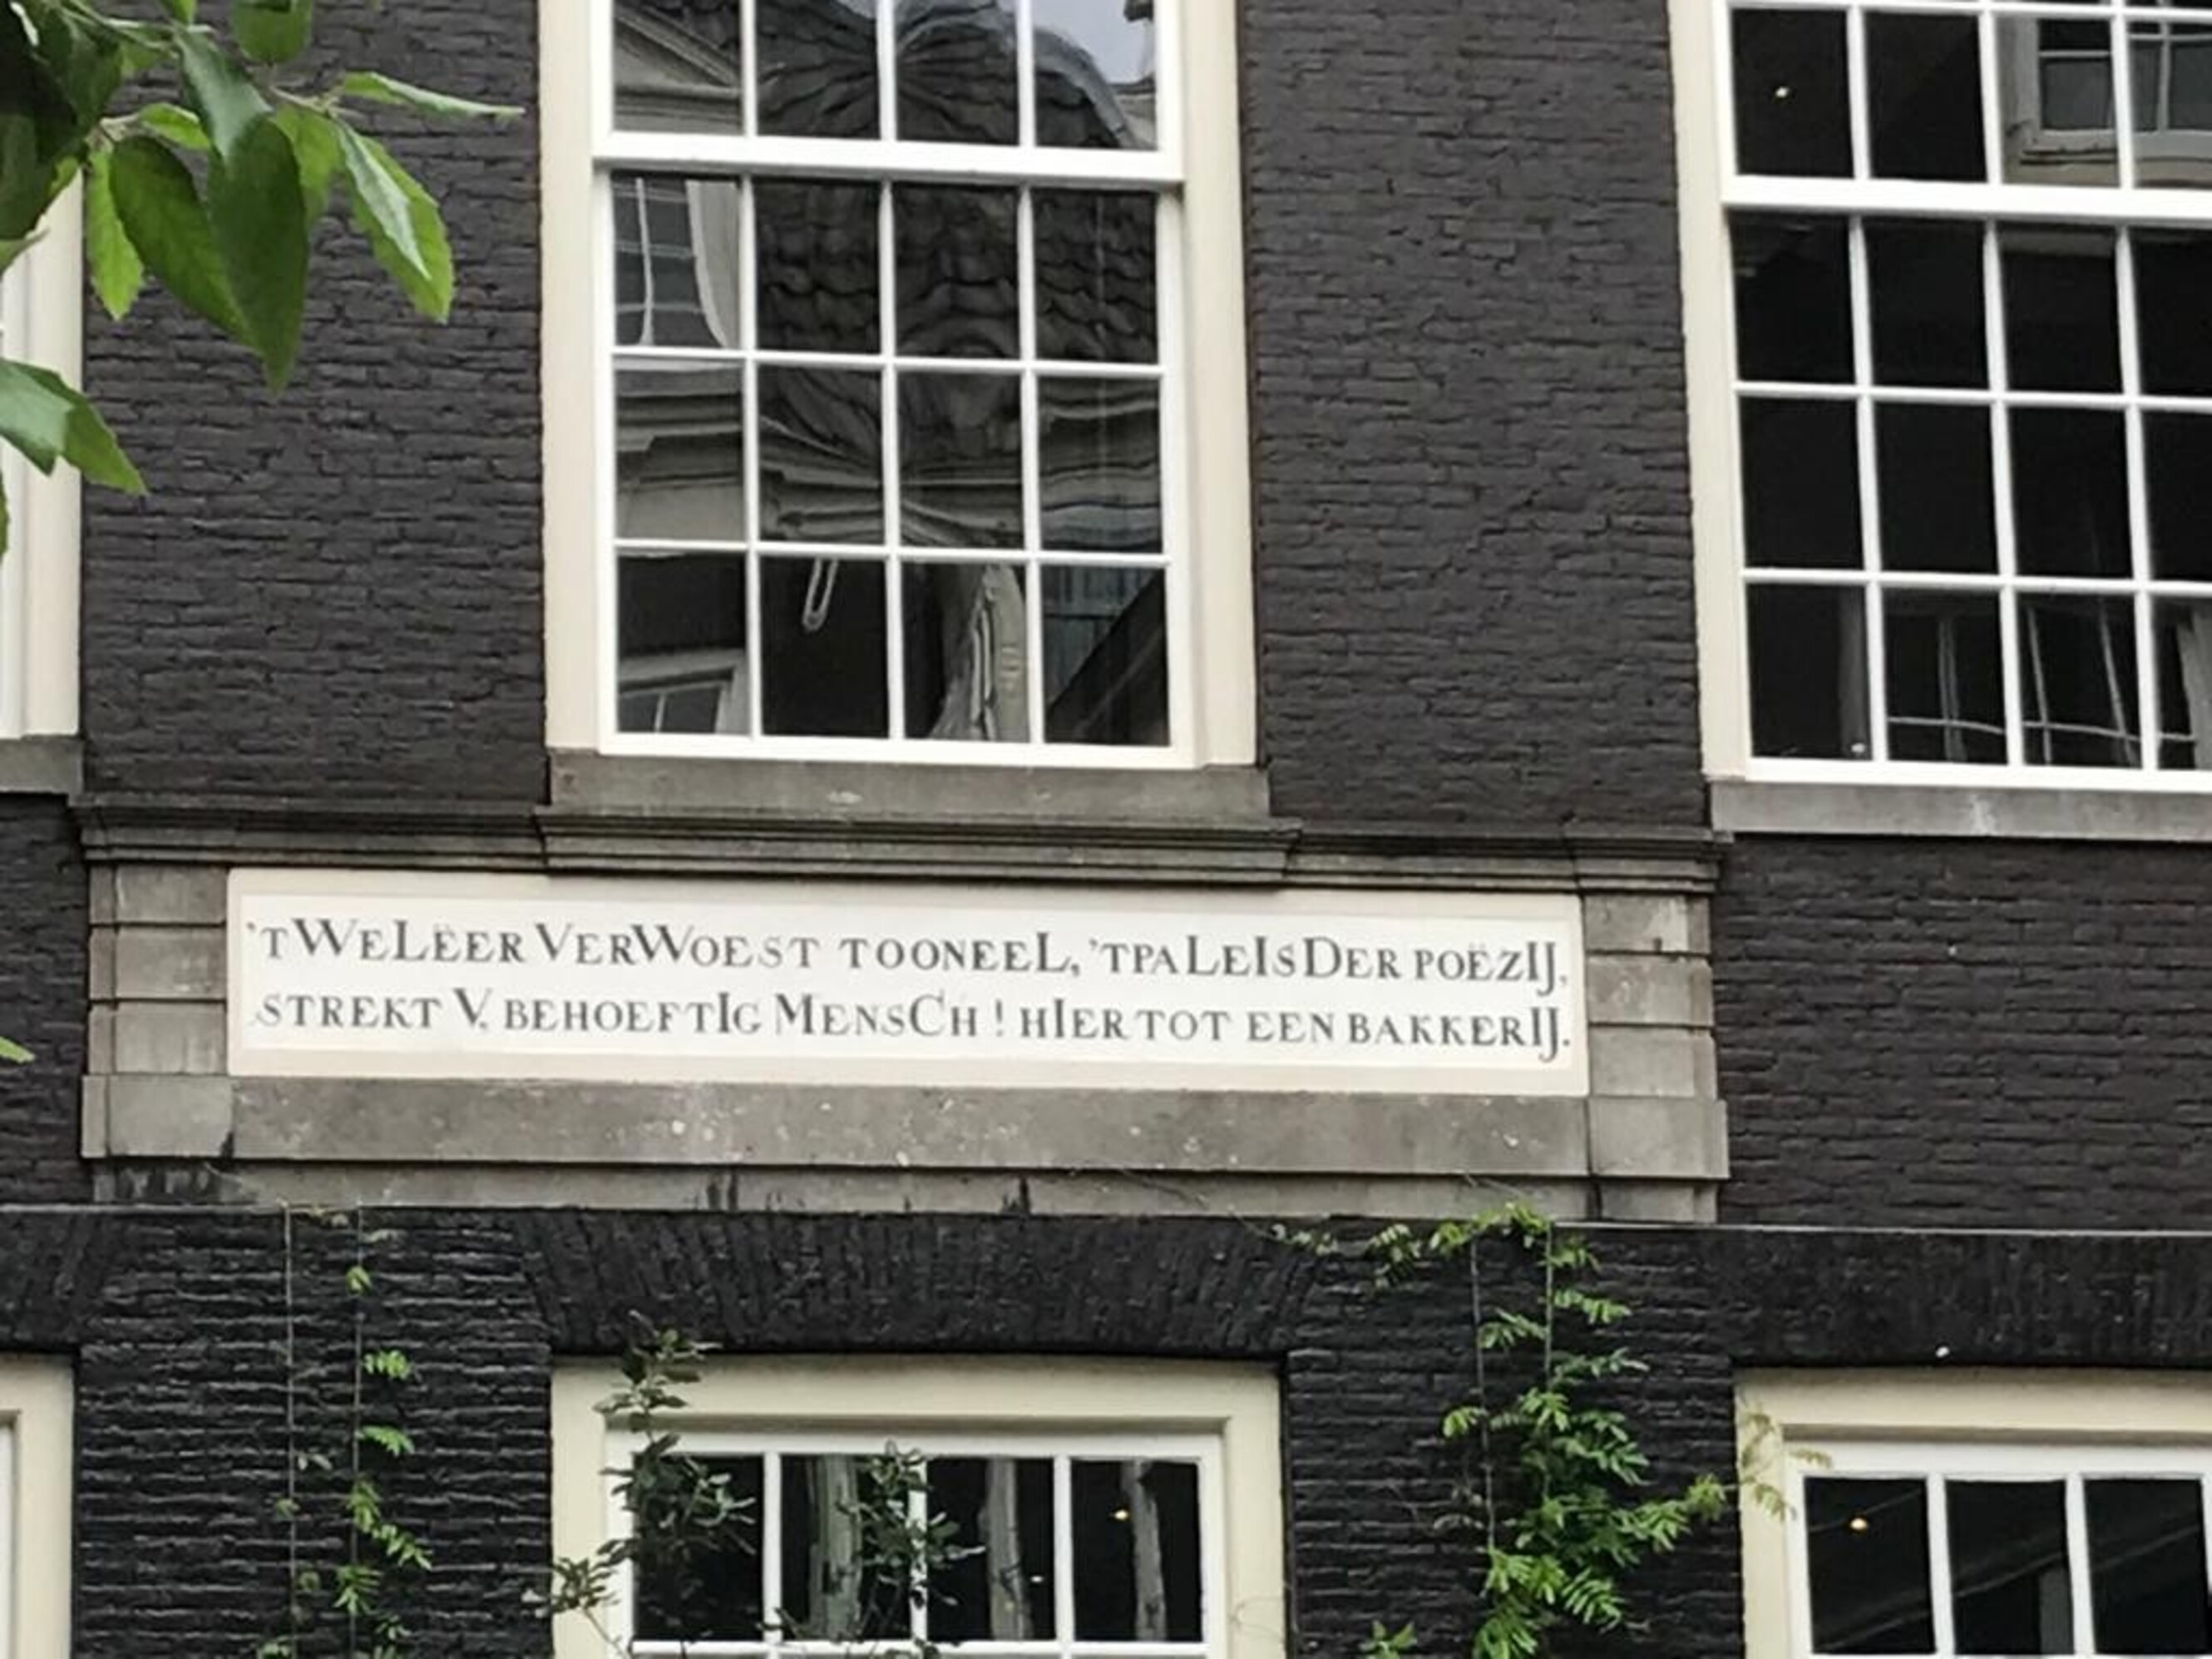 'T WELEER VERWOEST TOONEEL, 'T PALEIS DER POËZIJ,
STREKT V, BEHOEFTIG MENSCH! HIER TOT EEN BAKKERIJ.